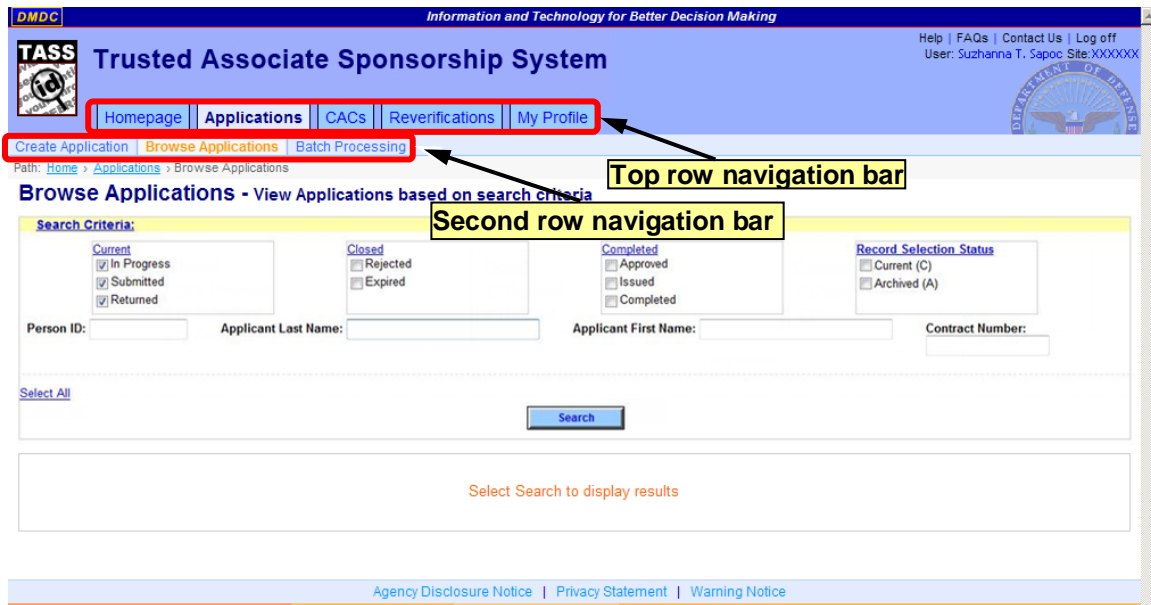 DMDC
Information and Technology for Better Decision Making
Help | FAQs | Contact Us | Log off
User: Suzhanna T. Sapoc Site:XXXXXX
TASS
id
Trusted Associate Sponsorship System
DEPARTMENT OF DEFENSE
Homepage Applications CACs Reverifications My Profile
Create Application | Browse Applications | Batch Processing
Path: Home › Applications › Browse Applications
Top row navigation bar
Browse Applications - View Applications based on search criteria
Second row navigation bar
Search Criteria:
Current Closed Completed Record Selection Status
In Progress Rejected Approved Current (C)
Submitted Expired Issued Archived (A)
Returned Completed
Person ID: Applicant Last Name: Applicant First Name: Contract Number:
Select All
Search
Select Search to display results
Agency Disclosure Notice | Privacy Statement | Warning Notice